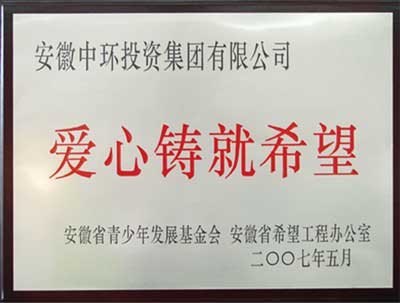 安徽中环投资集团有限公司
爱心铸就希望
安徽省青少年发展基金会 安徽省希望工程办公室
二〇〇七年五月